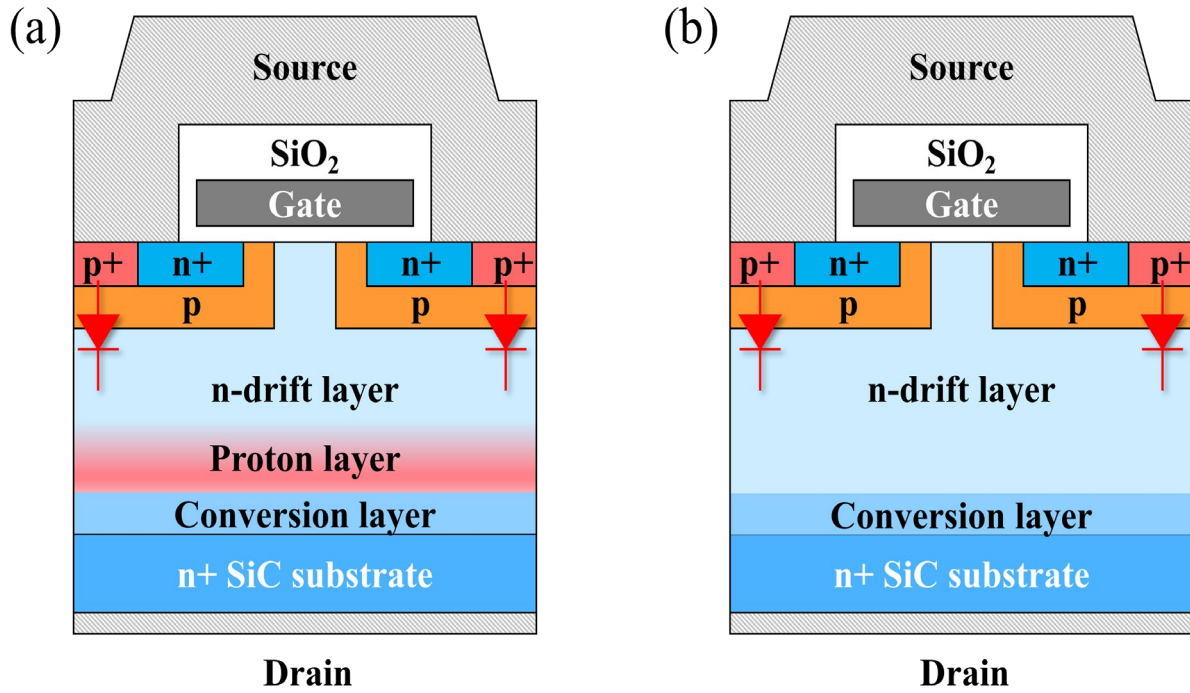 (a)
Source
SiO₂
Gate
p+ n+ n+ p+
p p
n-drift layer
Proton layer
Conversion layer
n+ SiC substrate
Drain
(b)
Source
SiO₂
Gate
p+ n+ n+ p+
p p
n-drift layer
Conversion layer
n+ SiC substrate
Drain